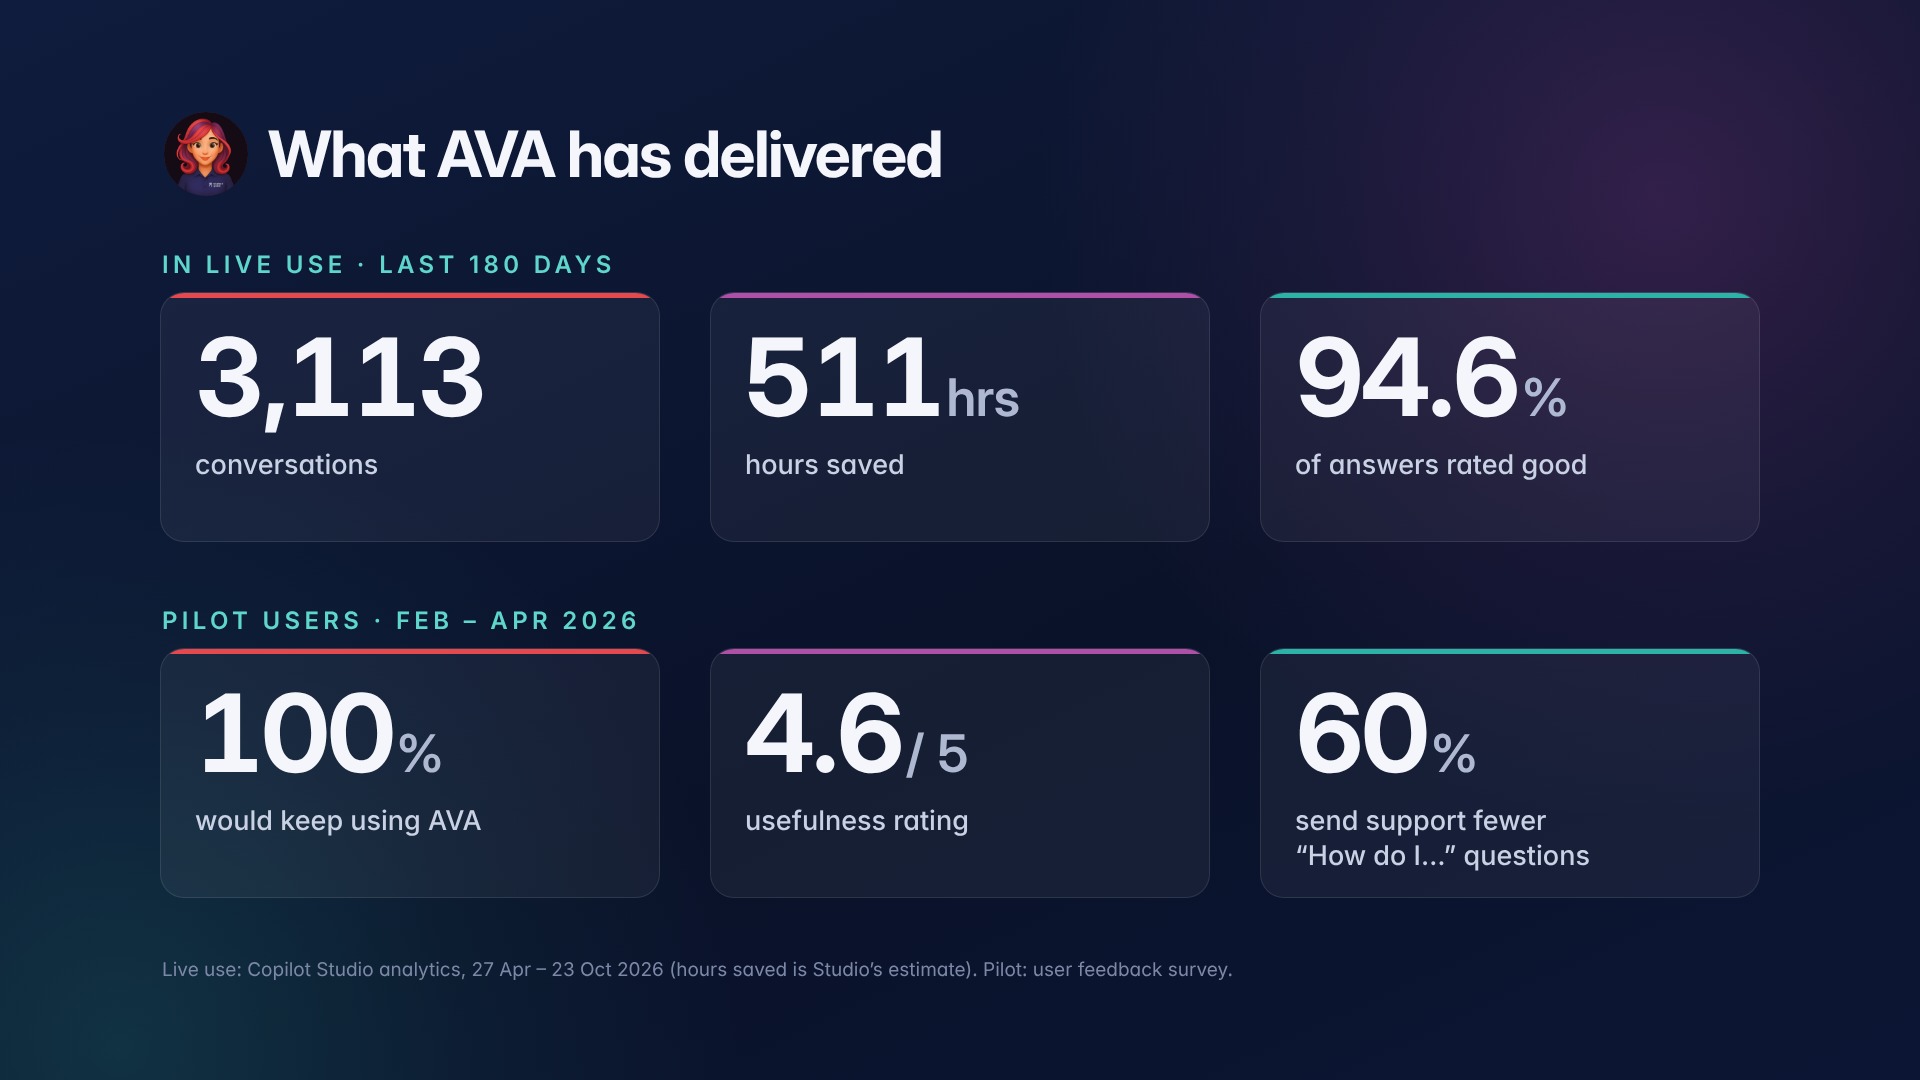 What AVA has delivered
IN LIVE USE · LAST 180 DAYS
3,113
conversations
511 hrs
hours saved
94.6%
of answers rated good
PILOT USERS · FEB – APR 2026
100%
would keep using AVA
4.6 / 5
usefulness rating
60%
send support fewer
“How do I…” questions
Live use: Copilot Studio analytics, 27 Apr – 23 Oct 2026 (hours saved is Studio’s estimate). Pilot: user feedback survey.